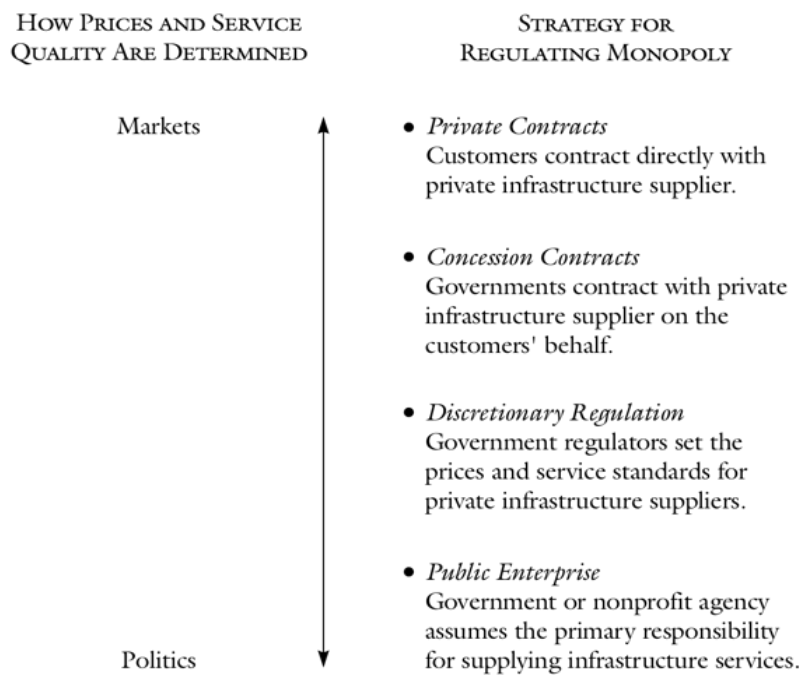 HOW PRICES AND SERVICE
QUALITY ARE DETERMINED
STRATEGY FOR
REGULATING MONOPOLY
Markets
• Private Contracts
Customers contract directly with
private infrastructure supplier.
• Concession Contracts
Governments contract with private
infrastructure supplier on the
customers' behalf.
• Discretionary Regulation
Government regulators set the
prices and service standards for
private infrastructure suppliers.
• Public Enterprise
Government or nonprofit agency
assumes the primary responsibility
for supplying infrastructure services.
Politics